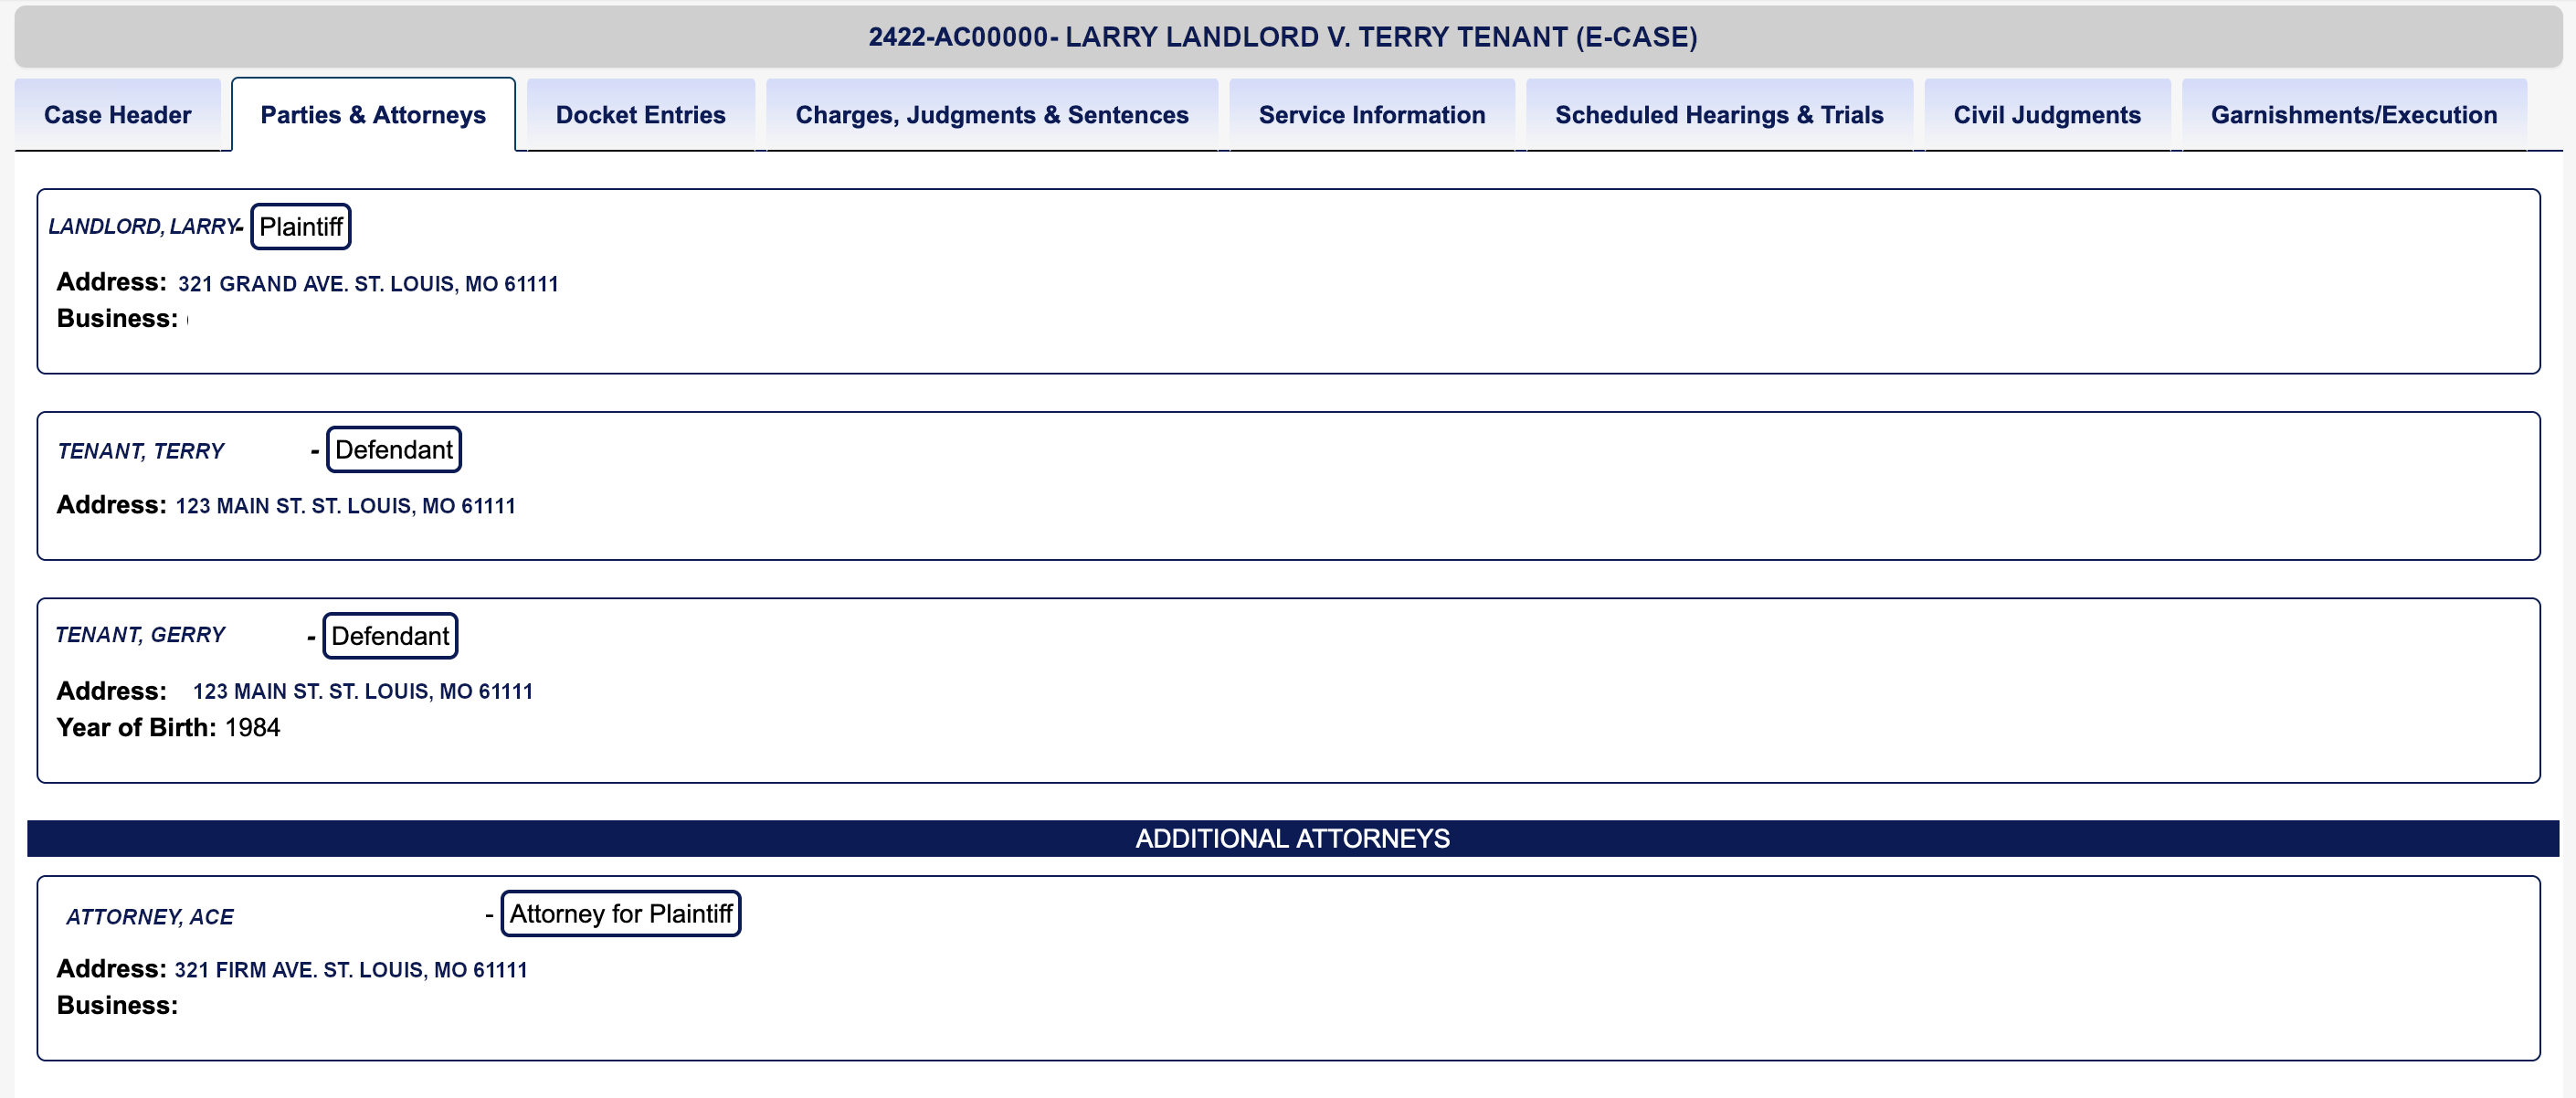 2422-AC00000- LARRY LANDLORD V. TERRY TENANT (E-CASE)
Case Header Parties & Attorneys Docket Entries Charges, Judgments & Sentences Service Information Scheduled Hearings & Trials Civil Judgments Garnishments/Execution
LANDLORD, LARRY- Plaintiff
Address: 321 GRAND AVE. ST. LOUIS, MO 61111
Business:
TENANT, TERRY - Defendant
Address: 123 MAIN ST. ST. LOUIS, MO 61111
TENANT, GERRY - Defendant
Address: 123 MAIN ST. ST. LOUIS, MO 61111
Year of Birth: 1984
ADDITIONAL ATTORNEYS
ATTORNEY, ACE - Attorney for Plaintiff
Address: 321 FIRM AVE. ST. LOUIS, MO 61111
Business: